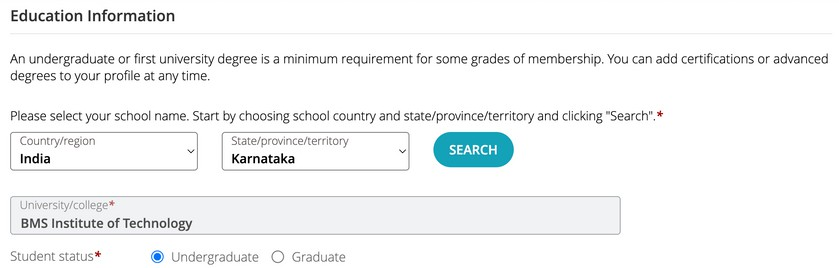 Education Information
An undergraduate or first university degree is a minimum requirement for some grades of membership. You can add certifications or advanced
degrees to your profile at any time.
Please select your school name. Start by choosing school country and state/province/territory and clicking "Search".*
Country/region State/province/territory
India Karnataka SEARCH
University/college*
BMS Institute of Technology
Student status* Undergraduate Graduate